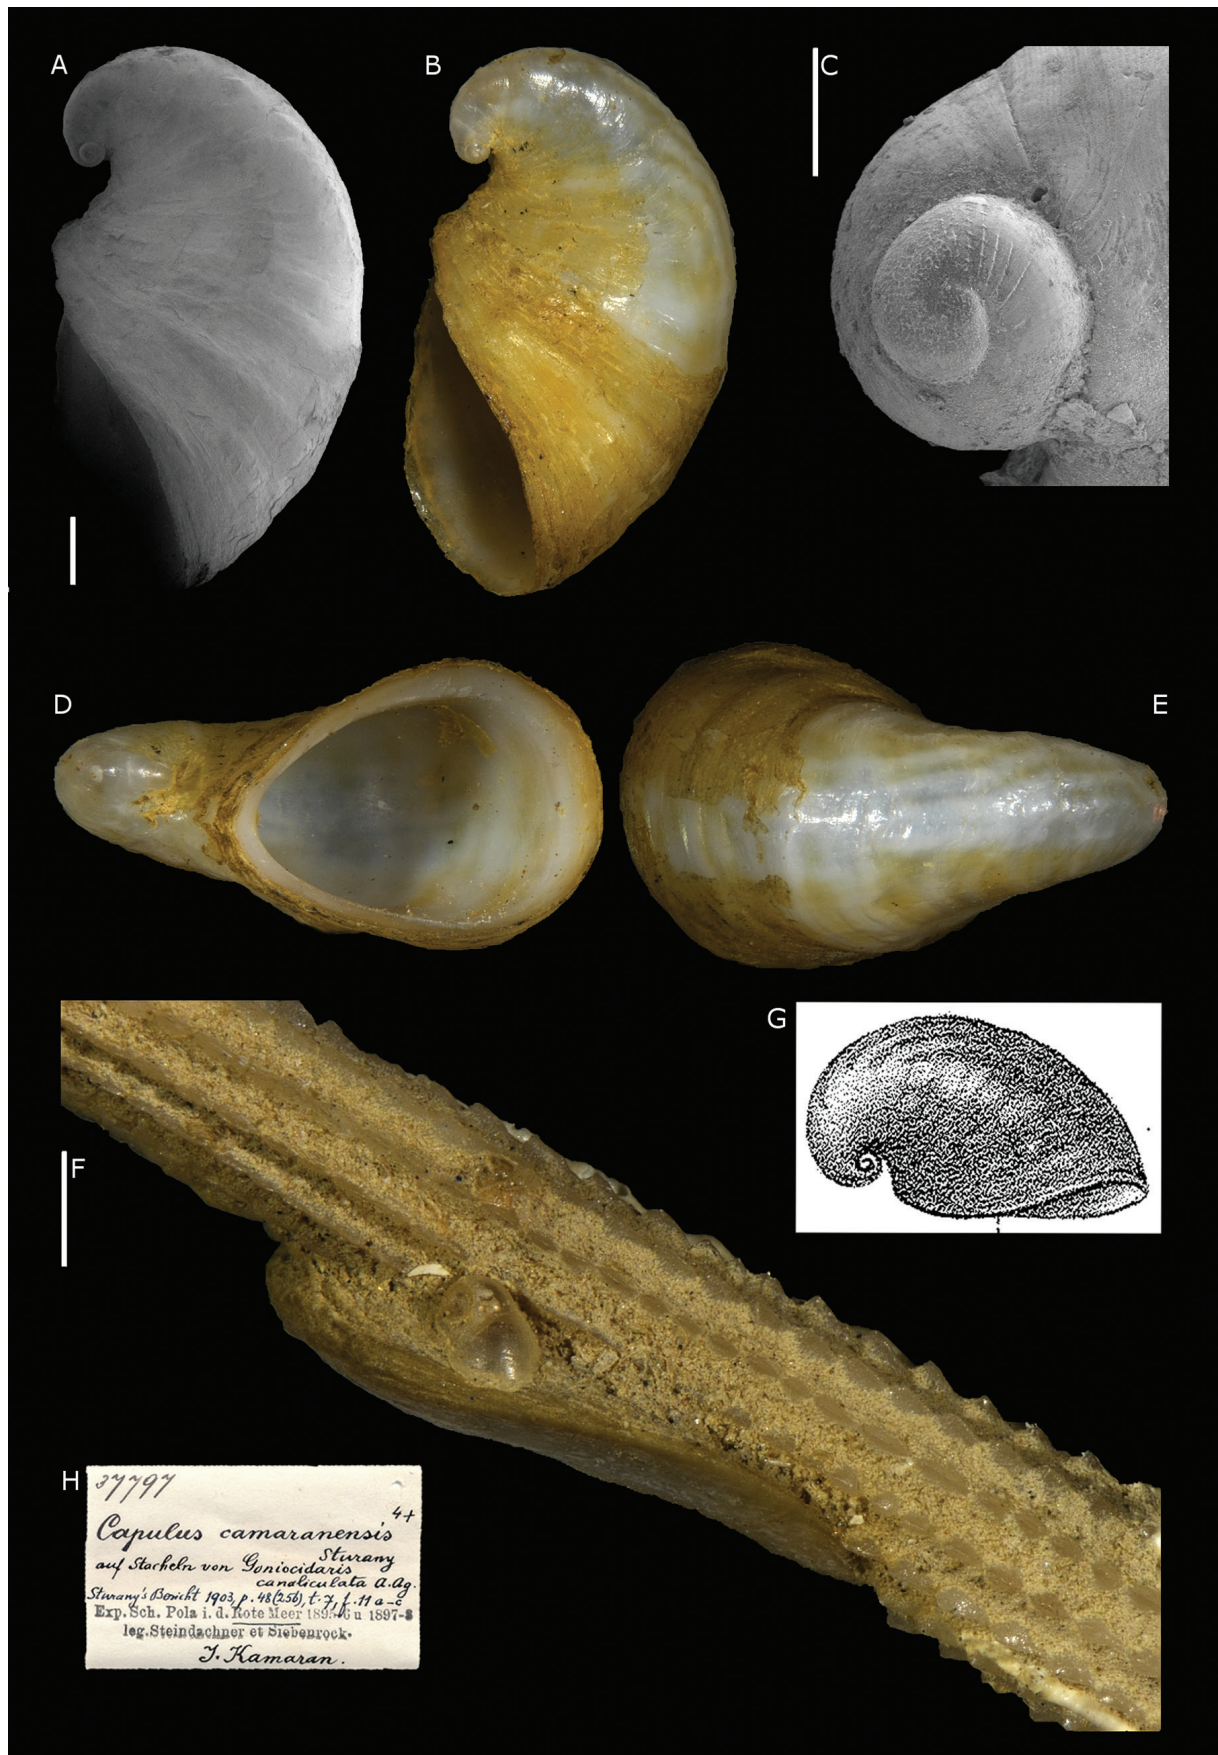 A
B
C
D
E
F
G
H
37797
4+
Capulus camaranensis
Sturany
auf Stacheln von Goniocidaris
canaliculata A. Ag.
Sturany's Bericht 1903, p. 48 (256), t. 7, f. 11 a-c
Exp. Sch. Pola i. d. Rote Meer 1895/6 u 1897-8
leg. Steindachner et Siebenrock.
J. Kamaran.